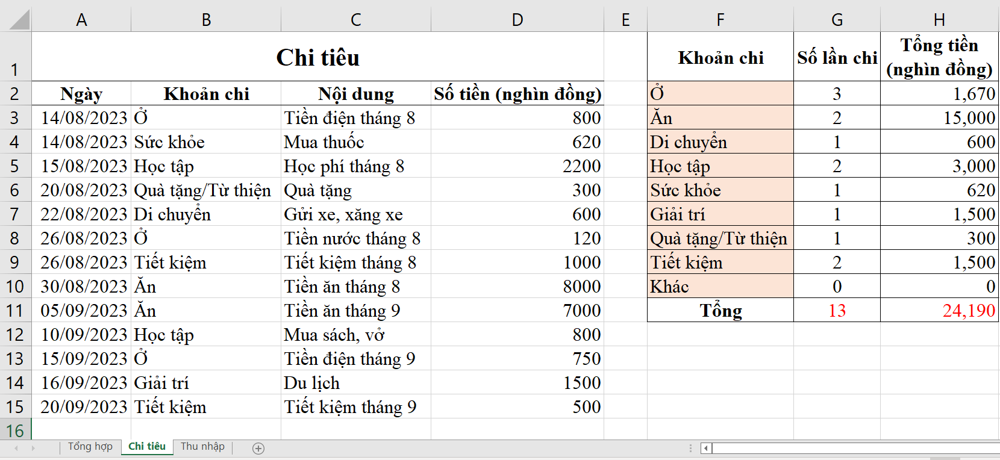 A B C D E F G H
1 Chi tiêu Khoản chi Số lần chi Tổng tiền (nghìn đồng)
2 Ngày Khoản chi Nội dung Số tiền (nghìn đồng) Ở 3 1,670
3 14/08/2023 Ở Tiền điện tháng 8 800 Ăn 2 15,000
4 14/08/2023 Sức khỏe Mua thuốc 620 Di chuyển 1 600
5 15/08/2023 Học tập Học phí tháng 8 2200 Học tập 2 3,000
6 20/08/2023 Quà tặng/Từ thiện Quà tặng 300 Sức khỏe 1 620
7 22/08/2023 Di chuyển Gửi xe, xăng xe 600 Giải trí 1 1,500
8 26/08/2023 Ở Tiền nước tháng 8 120 Quà tặng/Từ thiện 1 300
9 26/08/2023 Tiết kiệm Tiết kiệm tháng 8 1000 Tiết kiệm 2 1,500
10 30/08/2023 Ăn Tiền ăn tháng 8 8000 Khác 0 0
11 05/09/2023 Ăn Tiền ăn tháng 9 7000 Tổng 13 24,190
12 10/09/2023 Học tập Mua sách, vở 800
13 15/09/2023 Ở Tiền điện tháng 9 750
14 16/09/2023 Giải trí Du lịch 1500
15 20/09/2023 Tiết kiệm Tiết kiệm tháng 9 500
16
Tổng hợp Chi tiêu Thu nhập